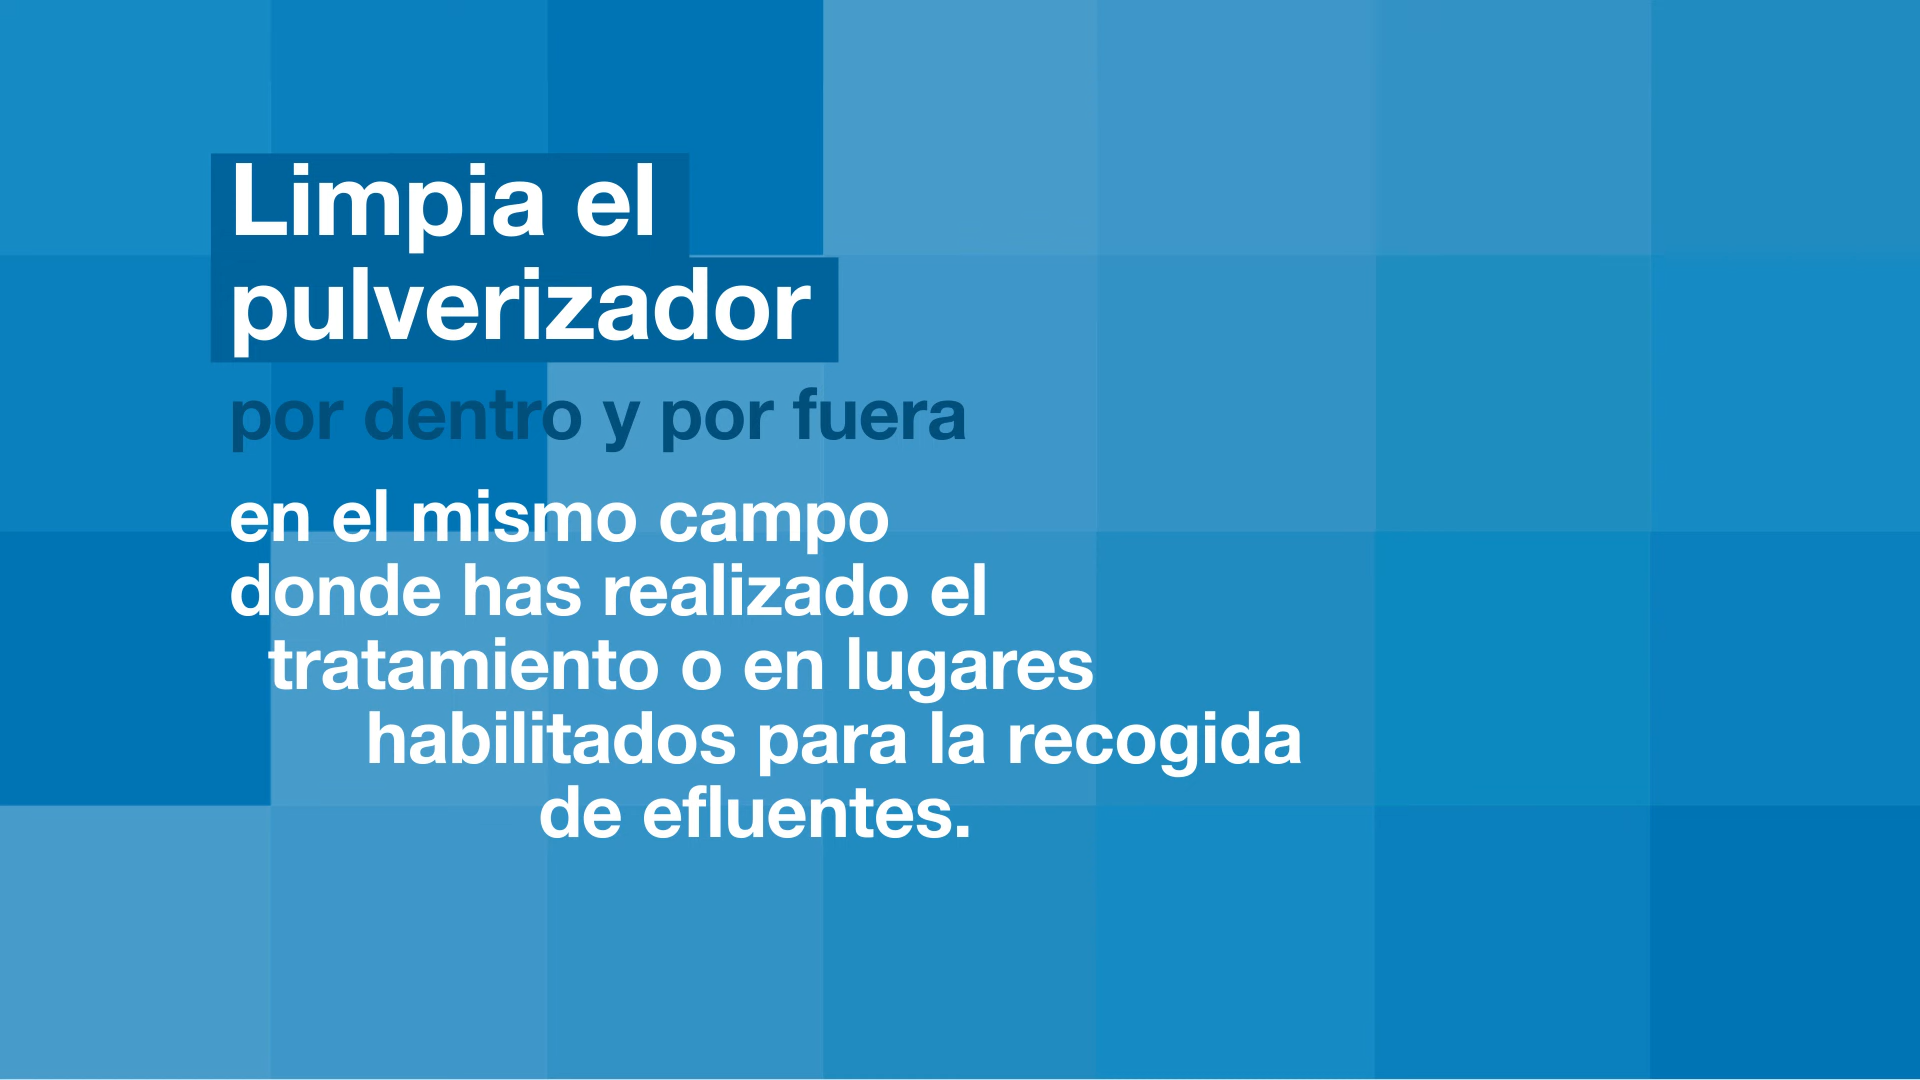 Limpia el
pulverizador
por dentro y por fuera
en el mismo campo
donde has realizado el
tratamiento o en lugares
habilitados para la recogida
de efluentes.